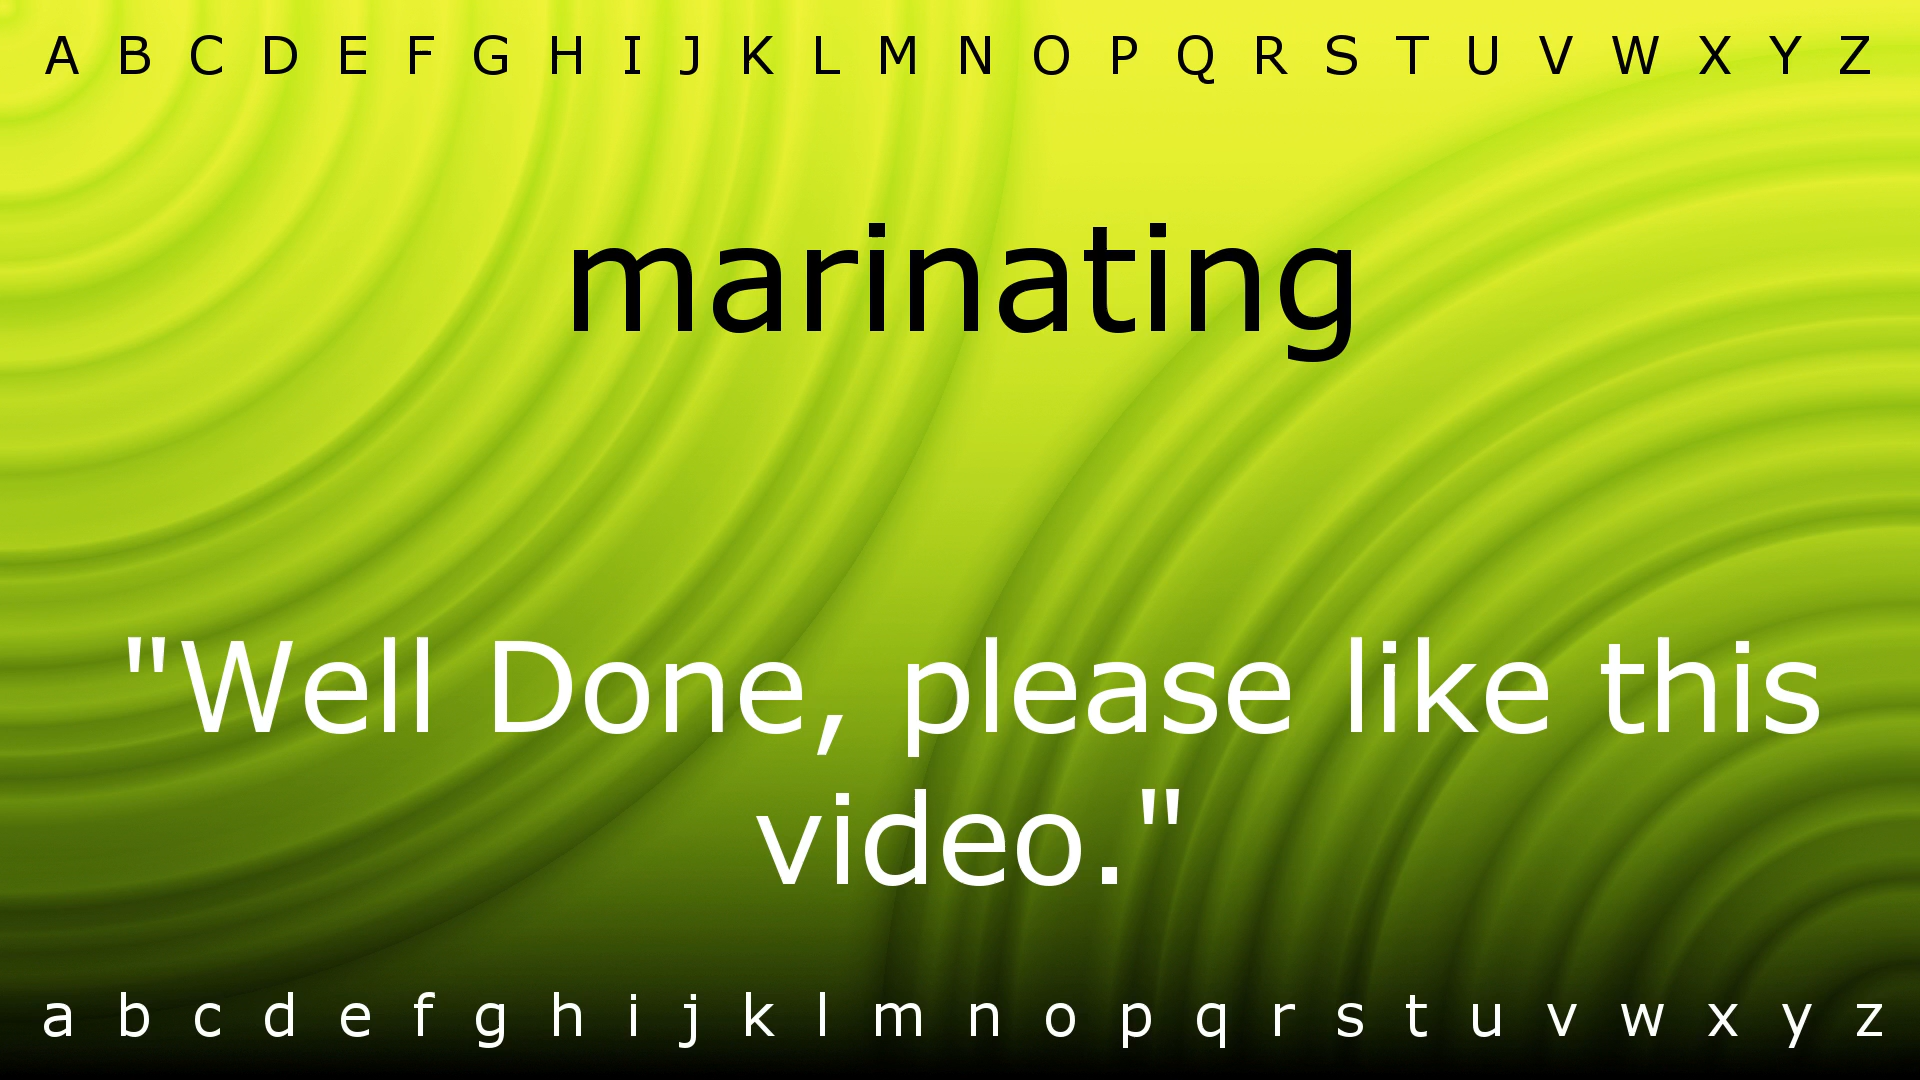 A B C D E F G H I J K L M N O P Q R S T U V W X Y Z
marinating
"Well Done, please like this
video."
a b c d e f g h i j k l m n o p q r s t u v w x y z